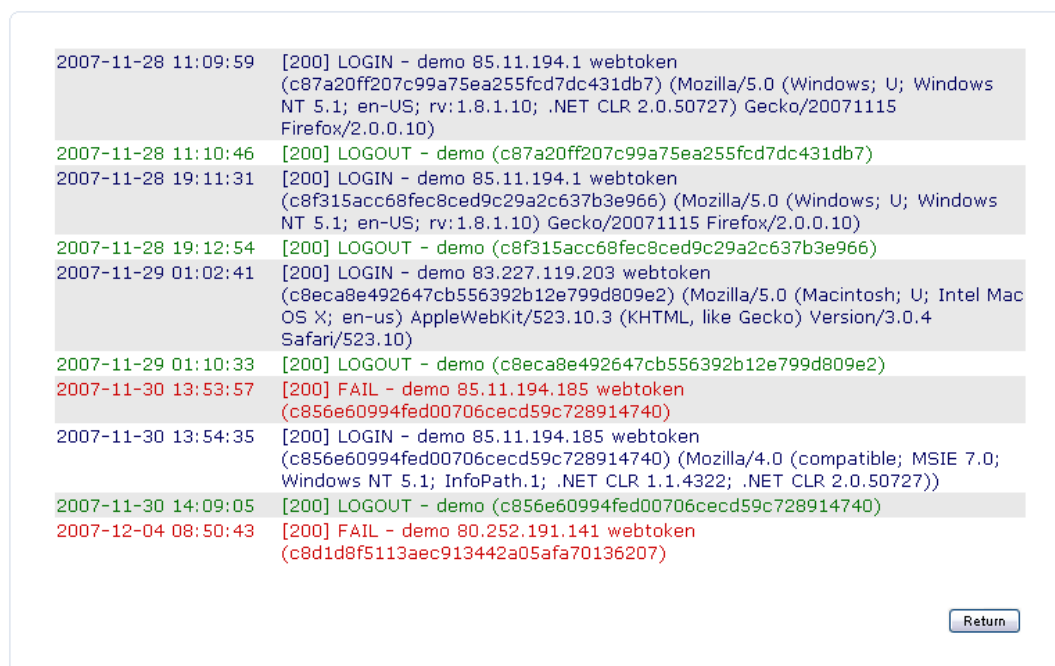 2007-11-28 11:09:59 [200] LOGIN - demo 85.11.194.1 webtoken
(c87a20ff207c99a75ea255fcd7dc431db7) (Mozilla/5.0 (Windows; U; Windows
NT 5.1; en-US; rv:1.8.1.10; .NET CLR 2.0.50727) Gecko/20071115
Firefox/2.0.0.10)
2007-11-28 11:10:46 [200] LOGOUT - demo (c87a20ff207c99a75ea255fcd7dc431db7)
2007-11-28 19:11:31 [200] LOGIN - demo 85.11.194.1 webtoken
(c8f315acc68fec8ced9c29a2c637b3e966) (Mozilla/5.0 (Windows; U; Windows
NT 5.1; en-US; rv:1.8.1.10) Gecko/20071115 Firefox/2.0.0.10)
2007-11-28 19:12:54 [200] LOGOUT - demo (c8f315acc68fec8ced9c29a2c637b3e966)
2007-11-29 01:02:41 [200] LOGIN - demo 83.227.119.203 webtoken
(c8eca8e492647cb556392b12e799d809e2) (Mozilla/5.0 (Macintosh; U; Intel Mac
OS X; en-us) AppleWebKit/523.10.3 (KHTML, like Gecko) Version/3.0.4
Safari/523.10)
2007-11-29 01:10:33 [200] LOGOUT - demo (c8eca8e492647cb556392b12e799d809e2)
2007-11-30 13:53:57 [200] FAIL - demo 85.11.194.185 webtoken
(c856e60994fed00706cecd59c728914740)
2007-11-30 13:54:35 [200] LOGIN - demo 85.11.194.185 webtoken
(c856e60994fed00706cecd59c728914740) (Mozilla/4.0 (compatible; MSIE 7.0;
Windows NT 5.1; InfoPath.1; .NET CLR 1.1.4322; .NET CLR 2.0.50727))
2007-11-30 14:09:05 [200] LOGOUT - demo (c856e60994fed00706cecd59c728914740)
2007-12-04 08:50:43 [200] FAIL - demo 80.252.191.141 webtoken
(c8d1d8f5113aec913442a05afa70136207)
Return